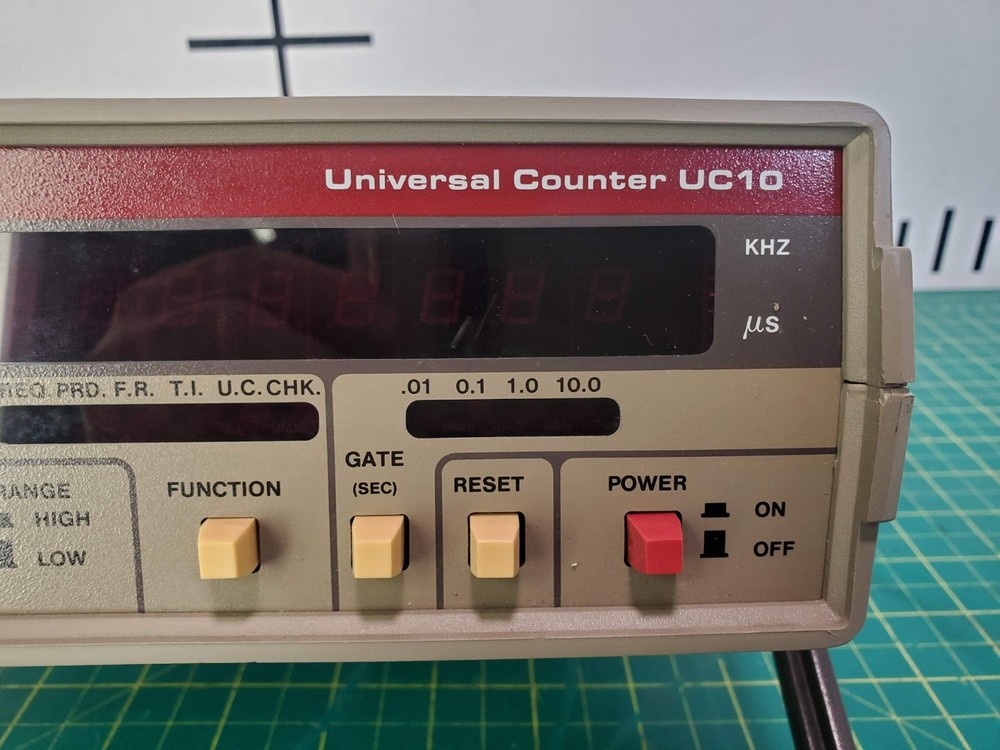 Universal Counter UC10
KHZ
µs
PRD. F.R. T.I. U.C. CHK.
.01 0.1 1.0 10.0
GATE
(SEC)
RANGE
HIGH
LOW
FUNCTION
RESET
POWER
ON
OFF